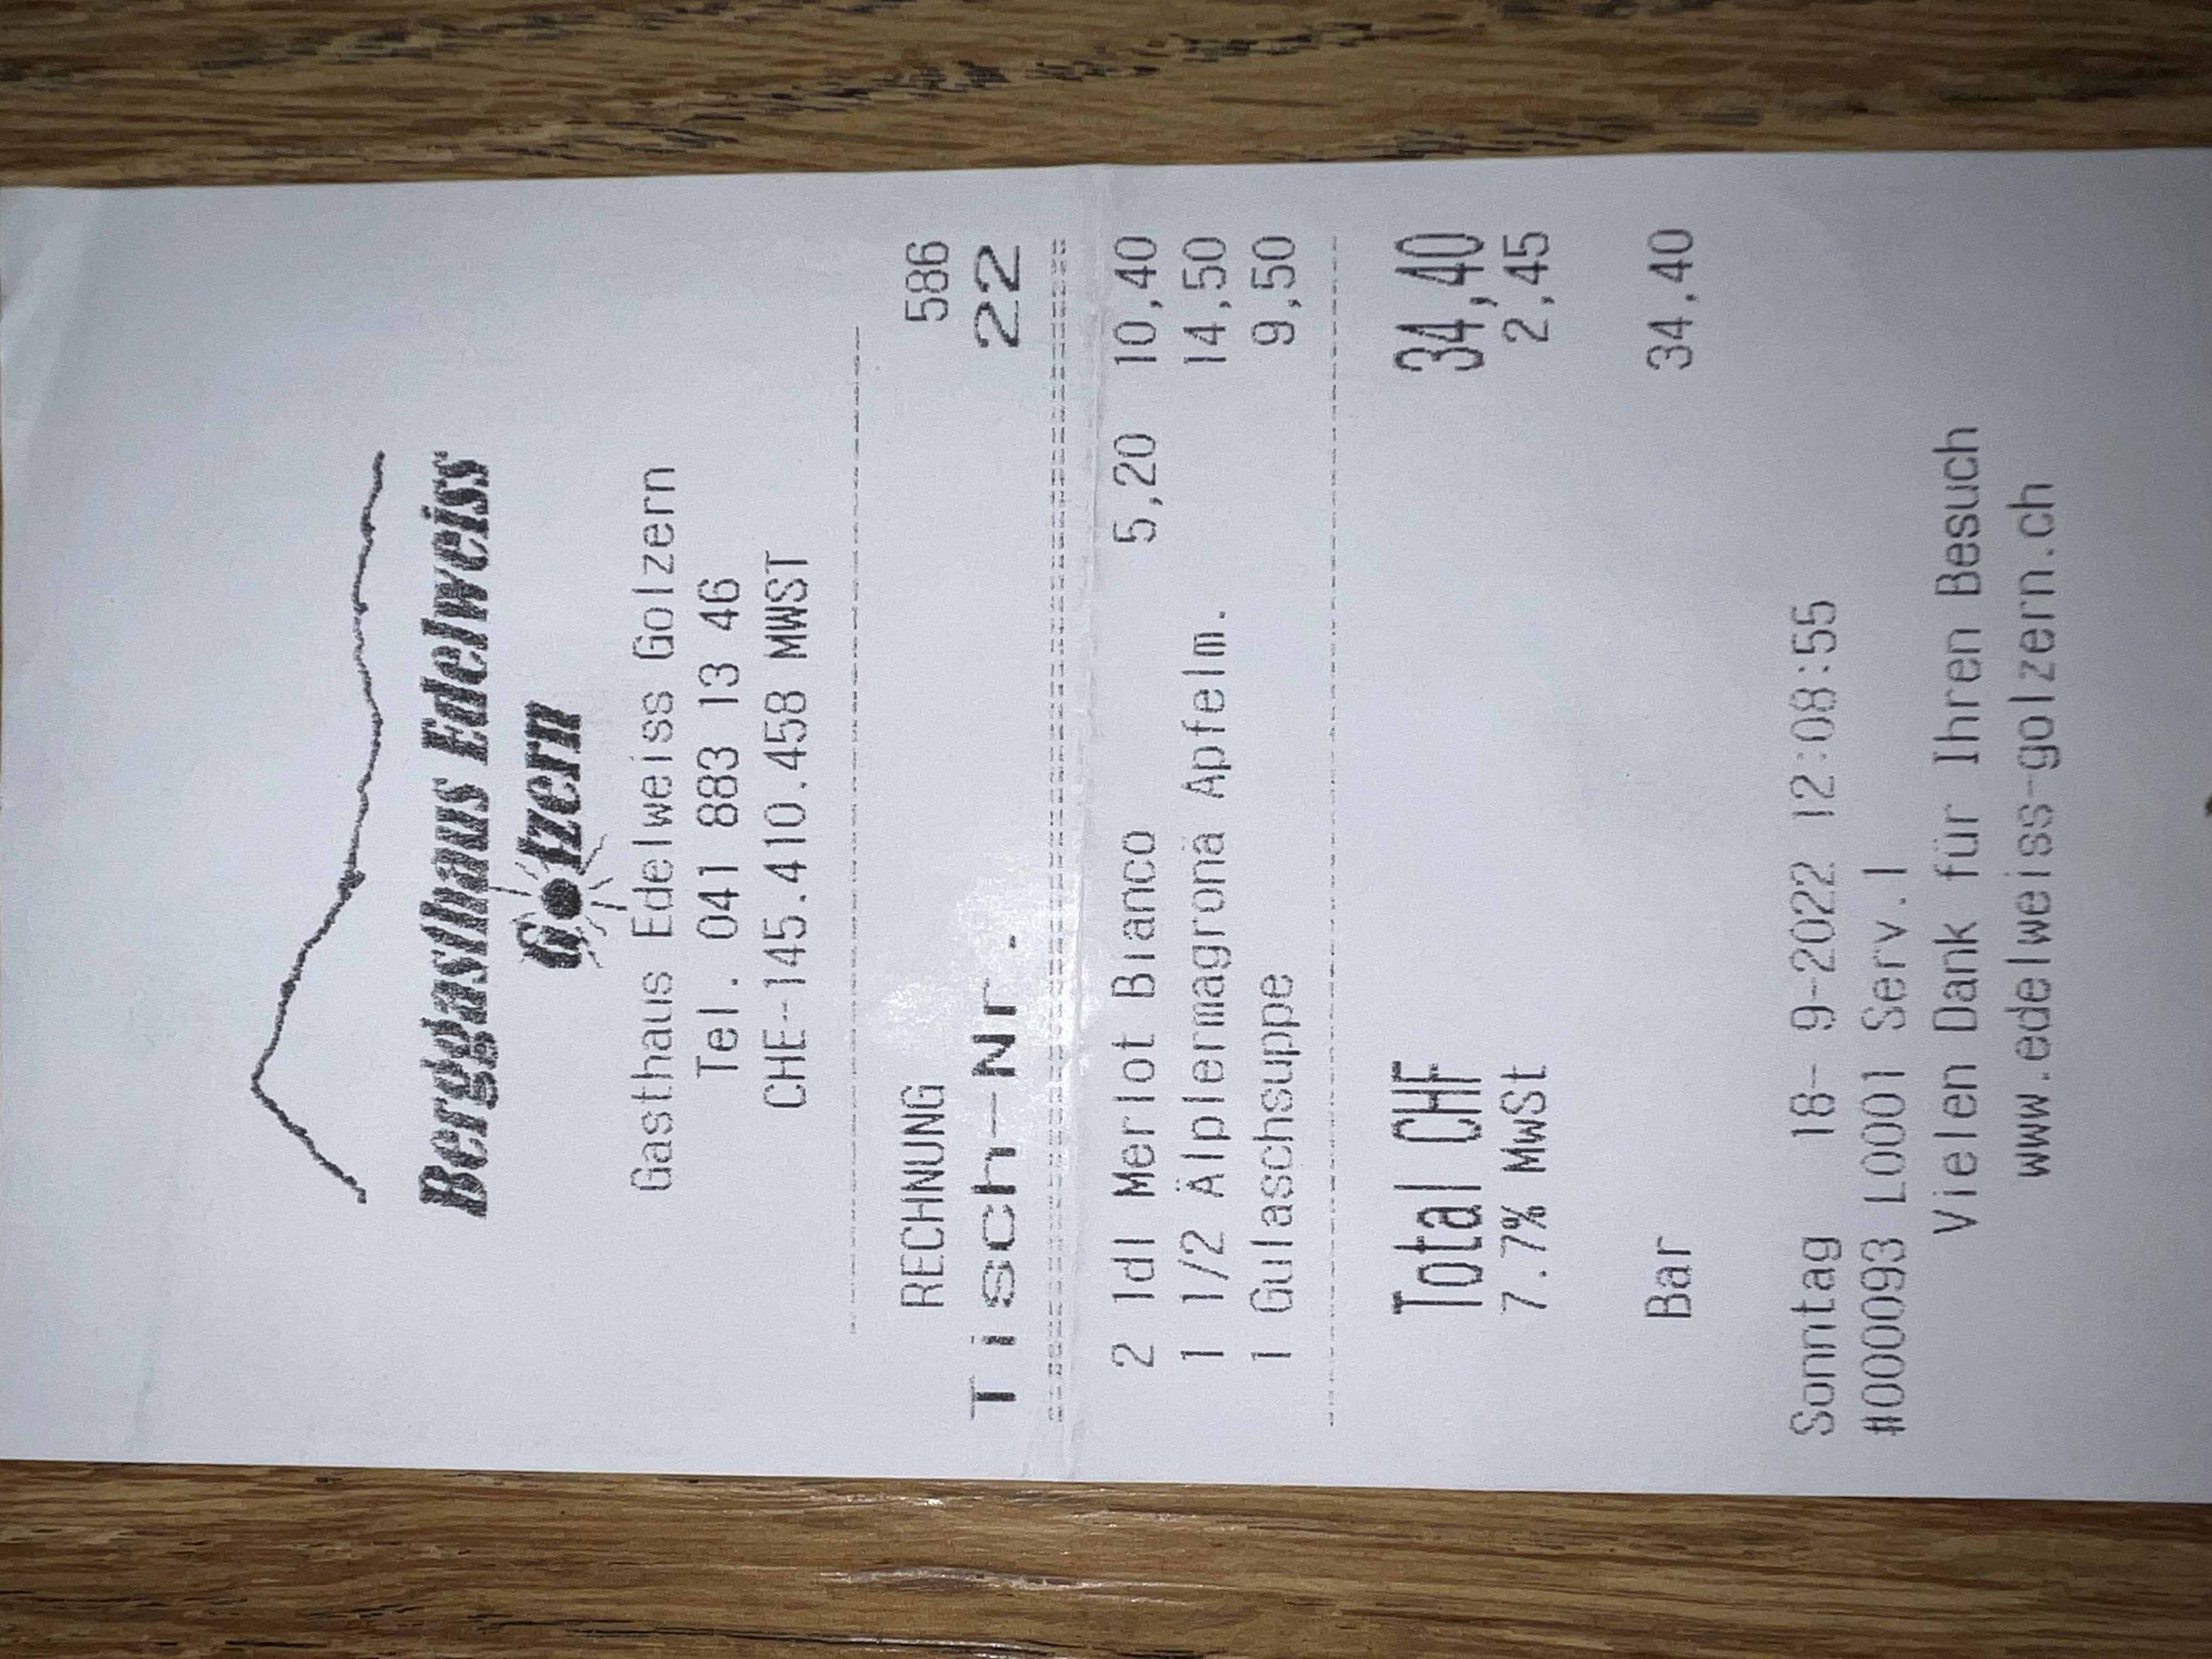 Berggasthaus Edelweiss
Golzern
Gasthaus Edelweiss Golzern
Tel. 041 883 13 46
CHE-145.410.458 MWST
RECHNUNG 586
Tisch-Nr. 22
2 1dl Merlot Bianco 5,20 10,40
1 1/2 Älplermagronä Apfelm. 14,50
1 Gulaschsuppe 9,50
Total CHF 34,40
7.7% MwSt 2,45
Bar 34,40
Sonntag 18- 9-2022 12:08:55
#000093 L0001 Serv.1
Vielen Dank für Ihren Besuch
www.edelweiss-golzern.ch